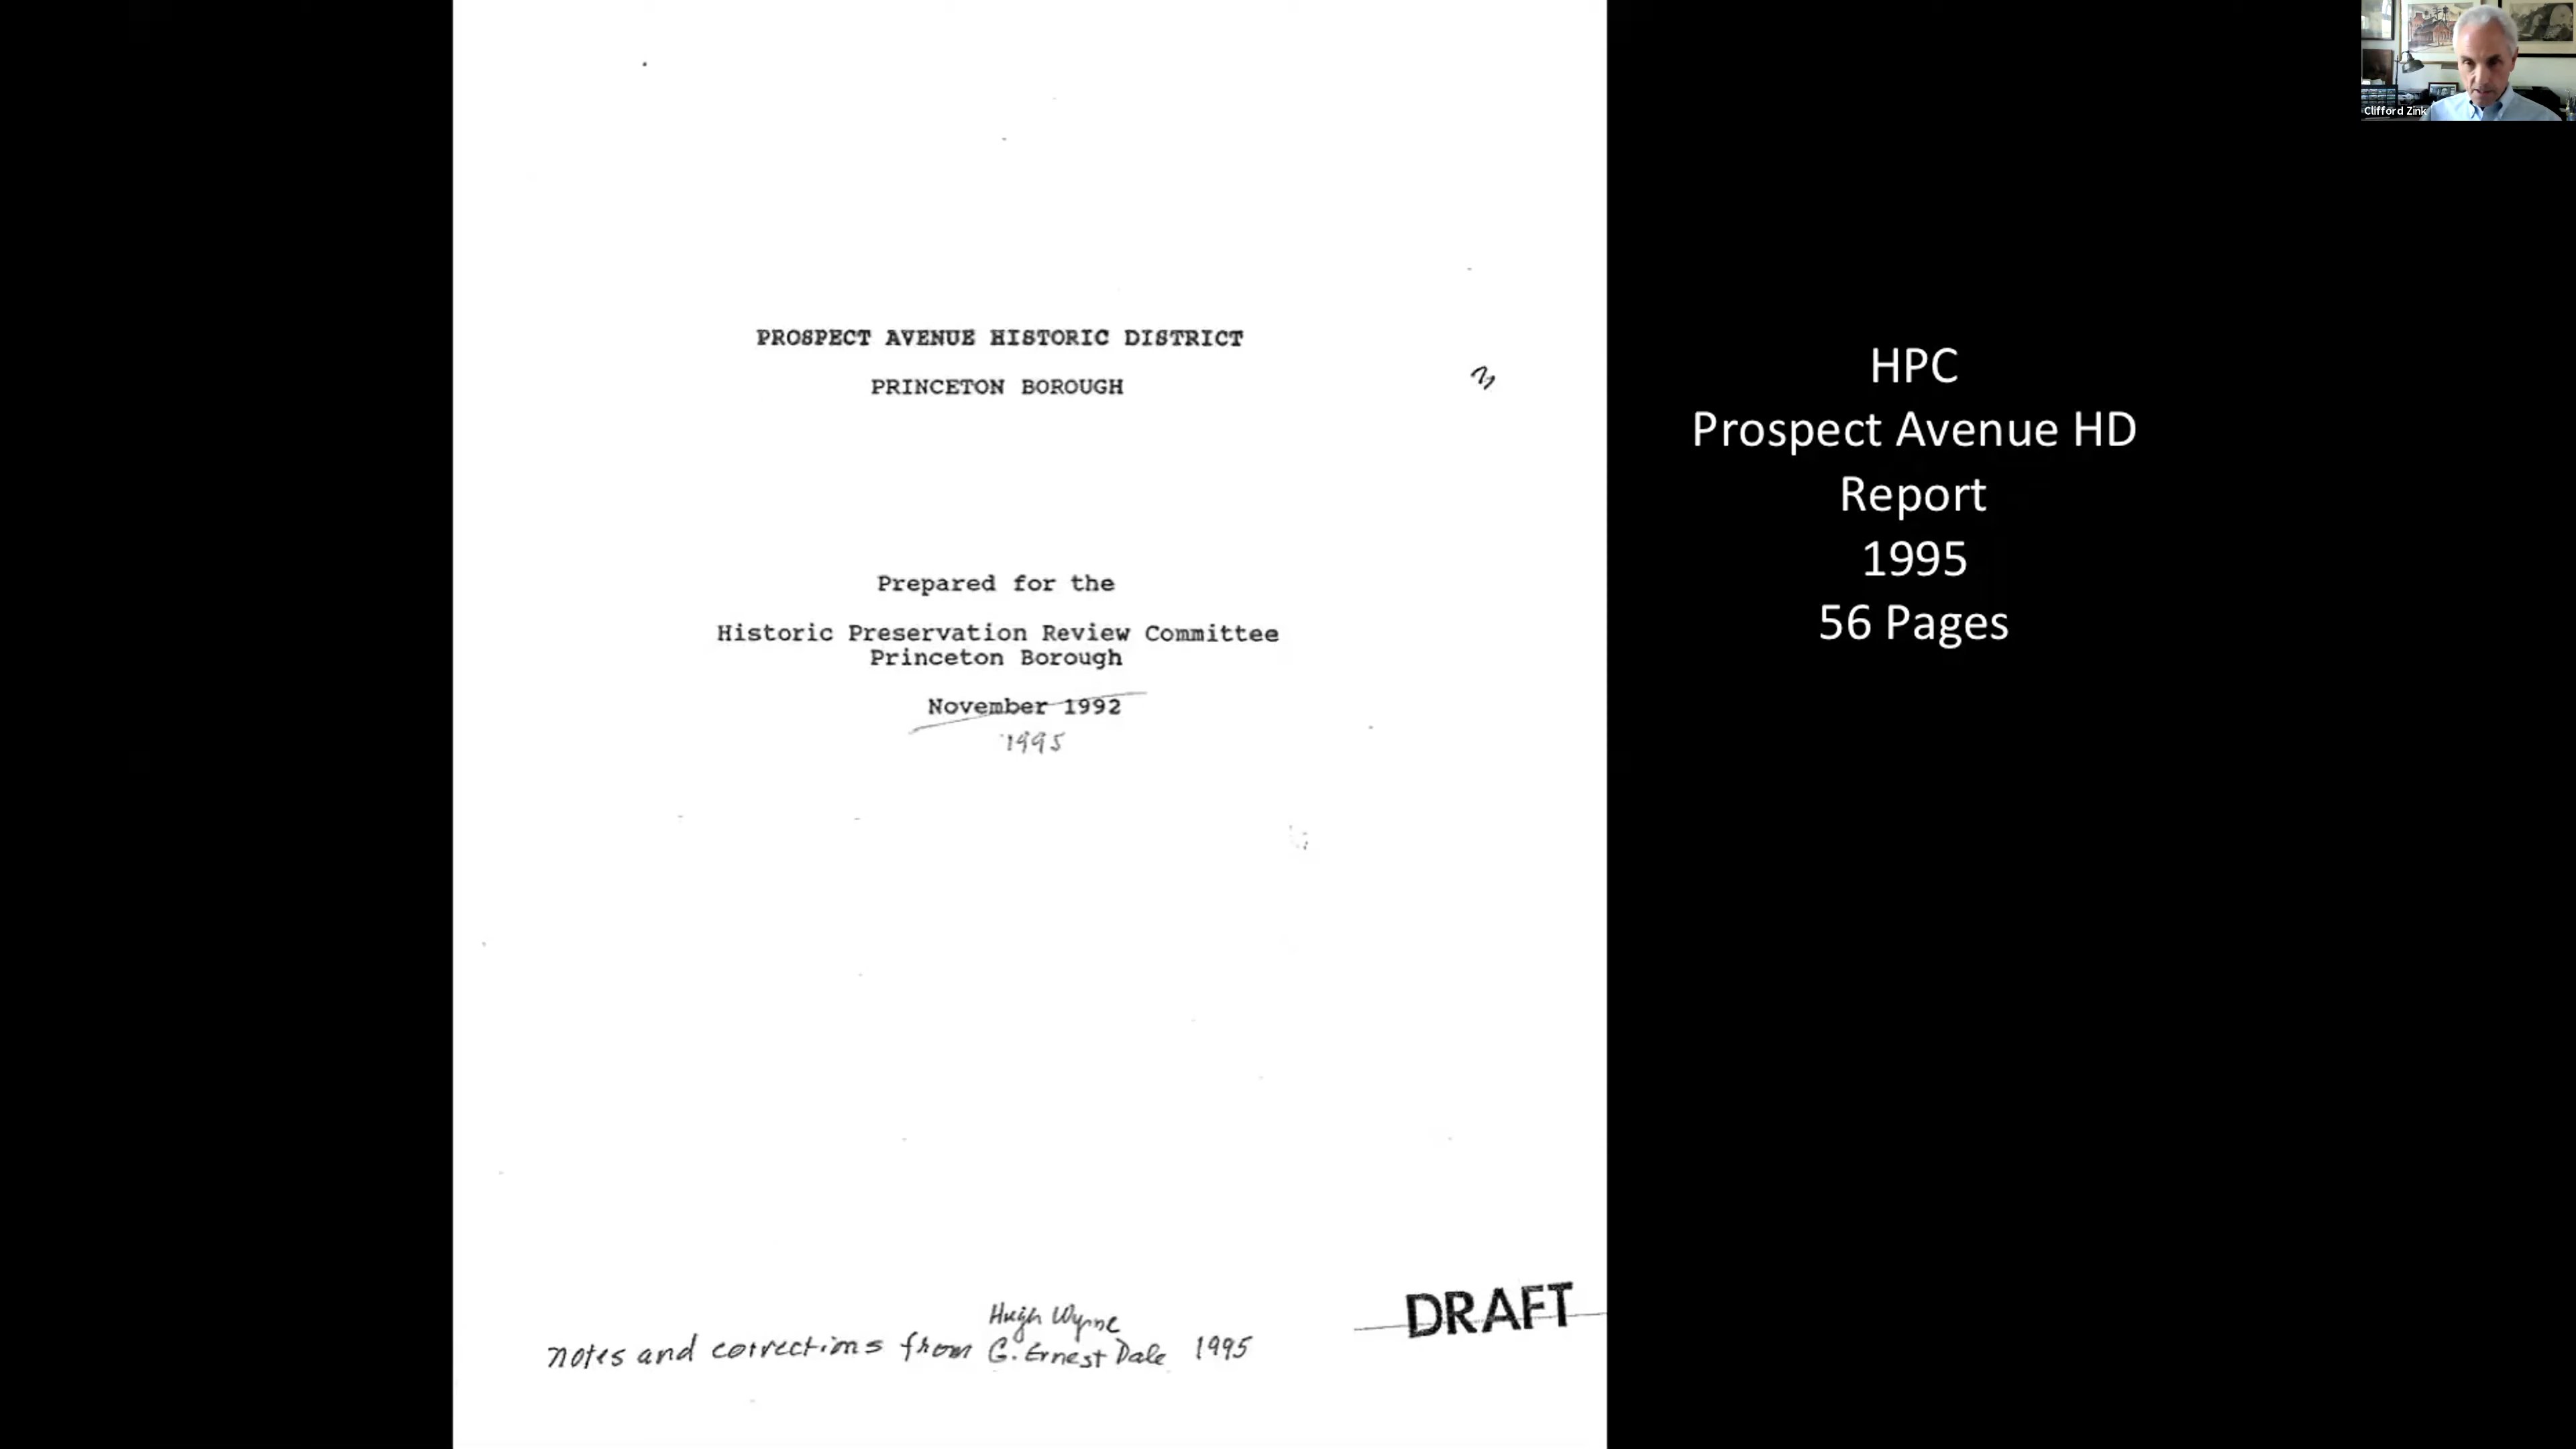 PROSPECT AVENUE HISTORIC DISTRICT
PRINCETON BOROUGH
Prepared for the
Historic Preservation Review Committee
Princeton Borough
November 1992
1995
Hugh Wynne
notes and corrections from G. Ernest Dale 1995
DRAFT
HPC
Prospect Avenue HD
Report
1995
56 Pages
Clifford Zink